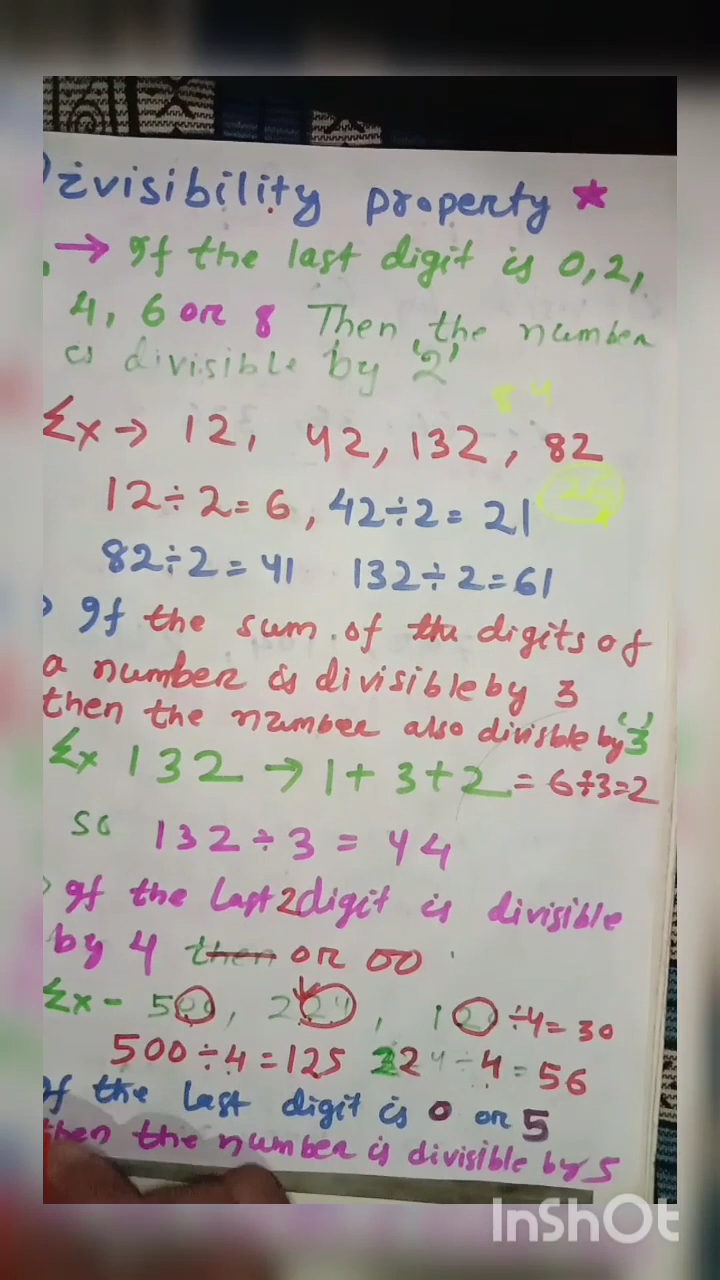 Divisibility property *
→ If the last digit is 0, 2,
4, 6 or 8 Then the number
is divisible by '2'
84
Ex → 12, 42, 132, 82
12 ÷ 2 = 6, 42 ÷ 2 = 21
82 ÷ 2 = 41 132 ÷ 2 = 61
If the sum of the digits of
a number is divisible by 3
then the number also divisible by '3'
Ex 132 → 1 + 3 + 2 = 6 ÷ 3 = 2
so 132 ÷ 3 = 44
If the last 2 digit is divisible
by 4 then or 00
Ex - 500, 224, 120 ÷ 4 = 30
500 ÷ 4 = 125 224 ÷ 4 = 56
If the last digit is 0 or 5
then the number is divisible by 5
InShOt